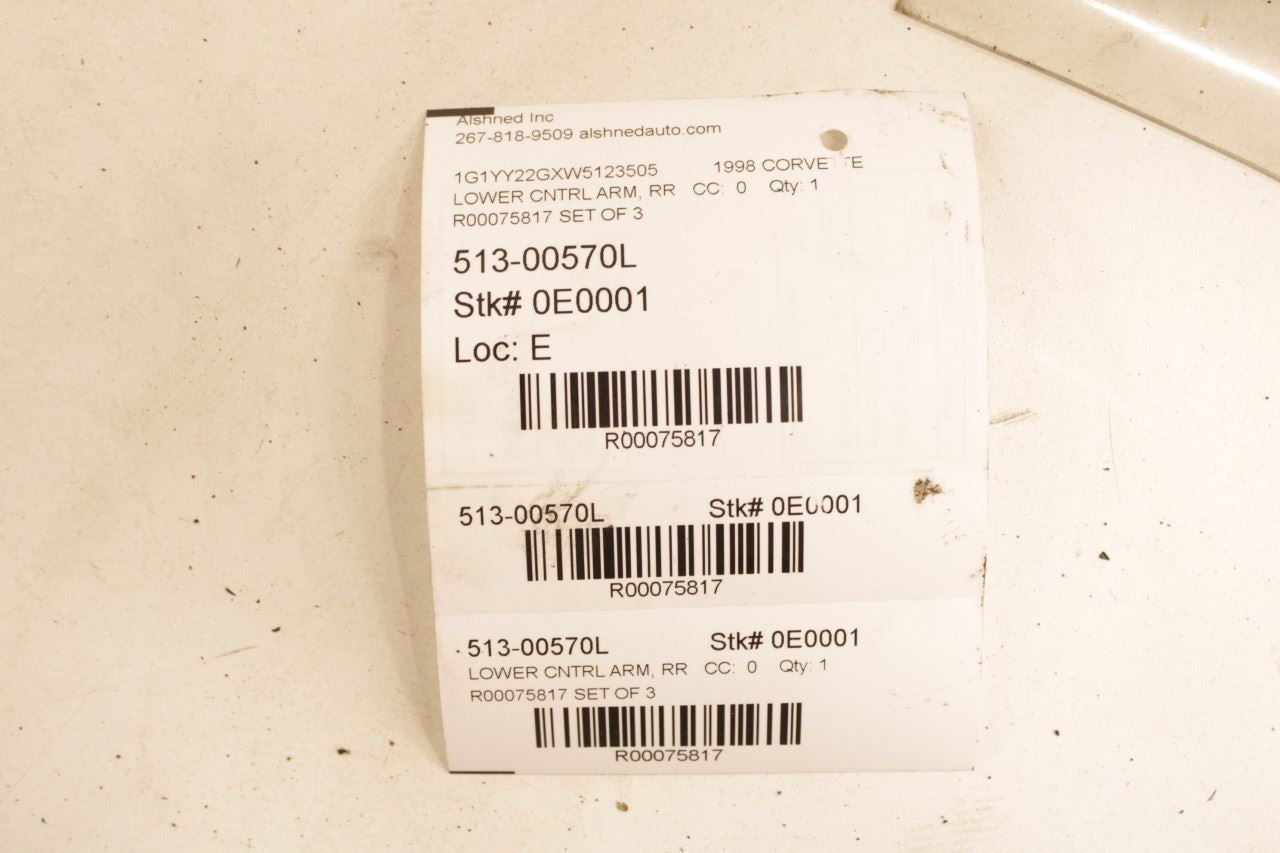 Alshned Inc
267-818-9509 alshnedauto.com
1G1YY22GXW5123505 1998 CORVETTE
LOWER CNTRL ARM, RR CC: 0 Qty: 1
R00075817 SET OF 3
513-00570L
Stk# 0E0001
Loc: E
R00075817
513-00570L Stk# 0E0001
R00075817
513-00570L Stk# 0E0001
LOWER CNTRL ARM, RR CC: 0 Qty: 1
R00075817 SET OF 3
R00075817